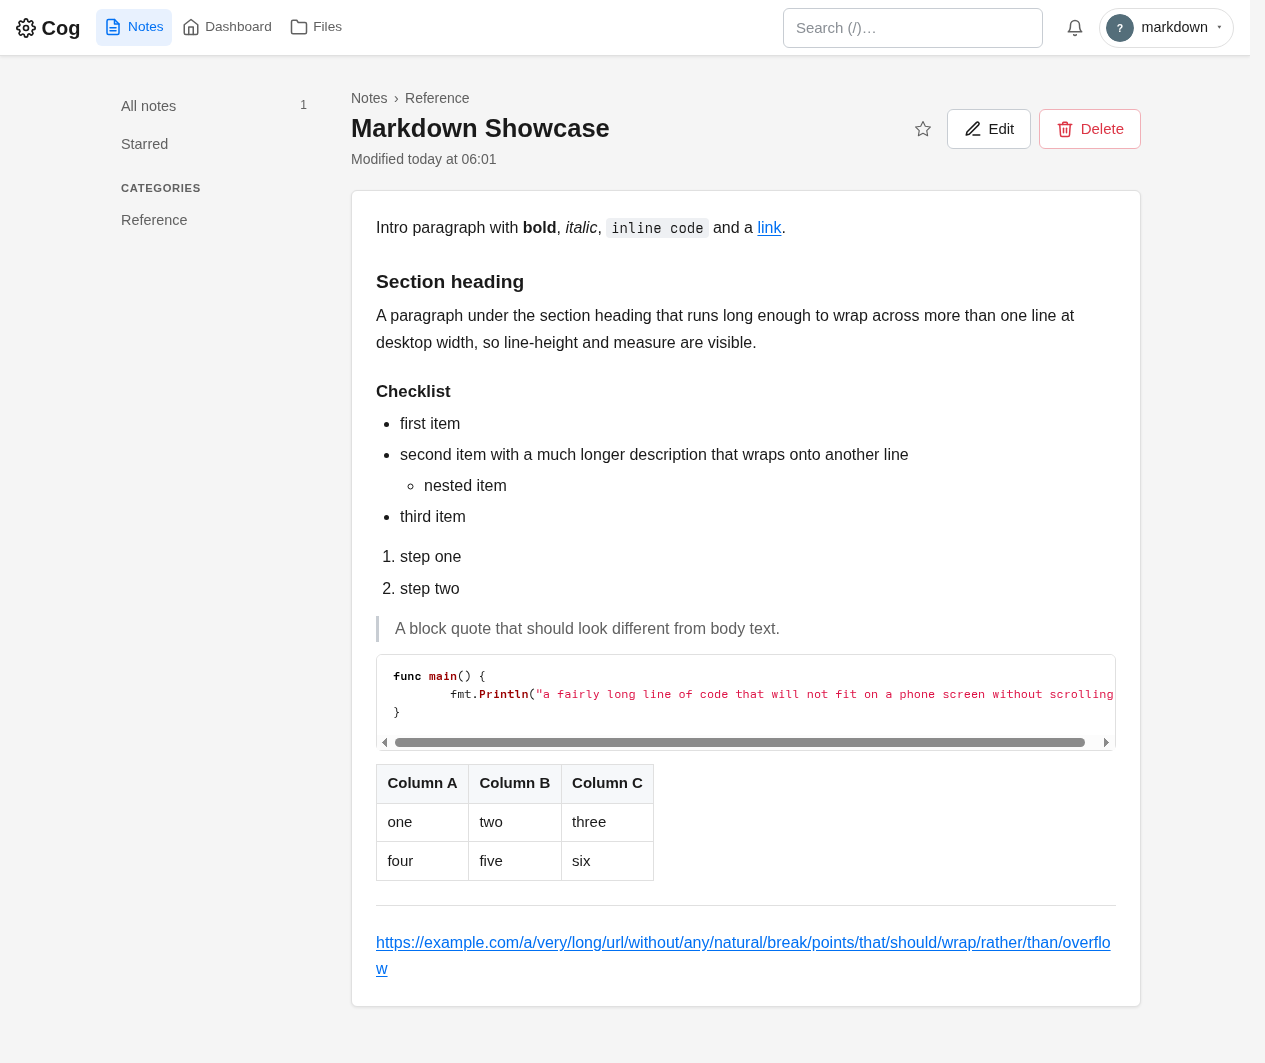 Cog
Notes
Dashboard
Files
Search (/)…
?
markdown
All notes 1
Starred
CATEGORIES
Reference
Notes › Reference
Markdown Showcase
Modified today at 06:01
Edit
Delete
Intro paragraph with bold, italic, inline code and a link.
Section heading
A paragraph under the section heading that runs long enough to wrap across more than one line at
desktop width, so line-height and measure are visible.
Checklist
• first item
• second item with a much longer description that wraps onto another line
◦ nested item
• third item
1. step one
2. step two
A block quote that should look different from body text.
func main() {
fmt.Println("a fairly long line of code that will not fit on a phone screen without scrolling
}
Column A Column B Column C
one two three
four five six
https://example.com/a/very/long/url/without/any/natural/break/points/that/should/wrap/rather/than/overflo
w